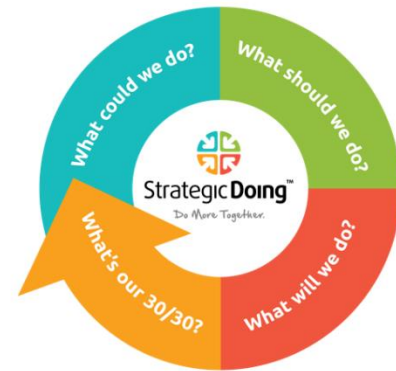 What could we do?
What should we do?
What will we do?
What's our 30/30?
Strategic Doing™
Do More Together.